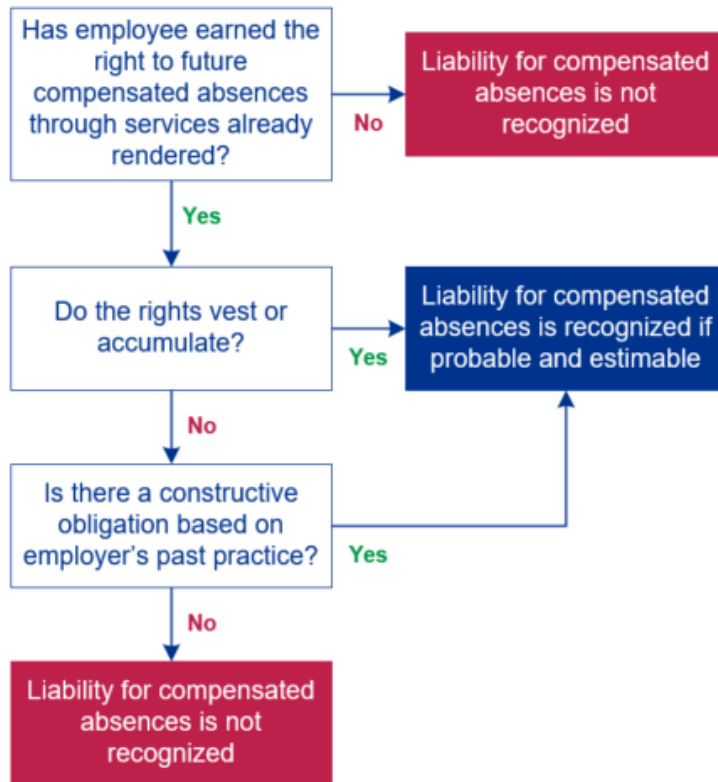 Has employee earned the
right to future
compensated absences
through services already
rendered?
No
Liability for compensated
absences is not
recognized
Yes
Do the rights vest or
accumulate?
Yes
Liability for compensated
absences is recognized if
probable and estimable
No
Is there a constructive
obligation based on
employer's past practice?
Yes
No
Liability for compensated
absences is not
recognized